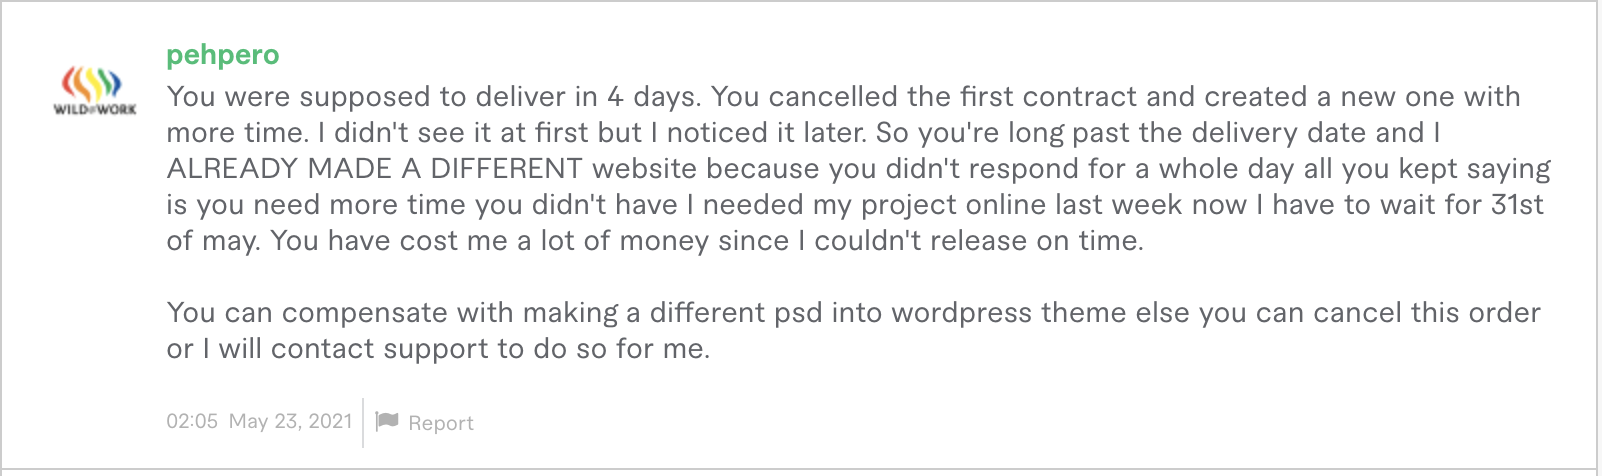 pehpero
WILD@WORK
You were supposed to deliver in 4 days. You cancelled the first contract and created a new one with
more time. I didn't see it at first but I noticed it later. So you're long past the delivery date and I
ALREADY MADE A DIFFERENT website because you didn't respond for a whole day all you kept saying
is you need more time you didn't have I needed my project online last week now I have to wait for 31st
of may. You have cost me a lot of money since I couldn't release on time.
You can compensate with making a different psd into wordpress theme else you can cancel this order
or I will contact support to do so for me.
02:05 May 23, 2021 Report